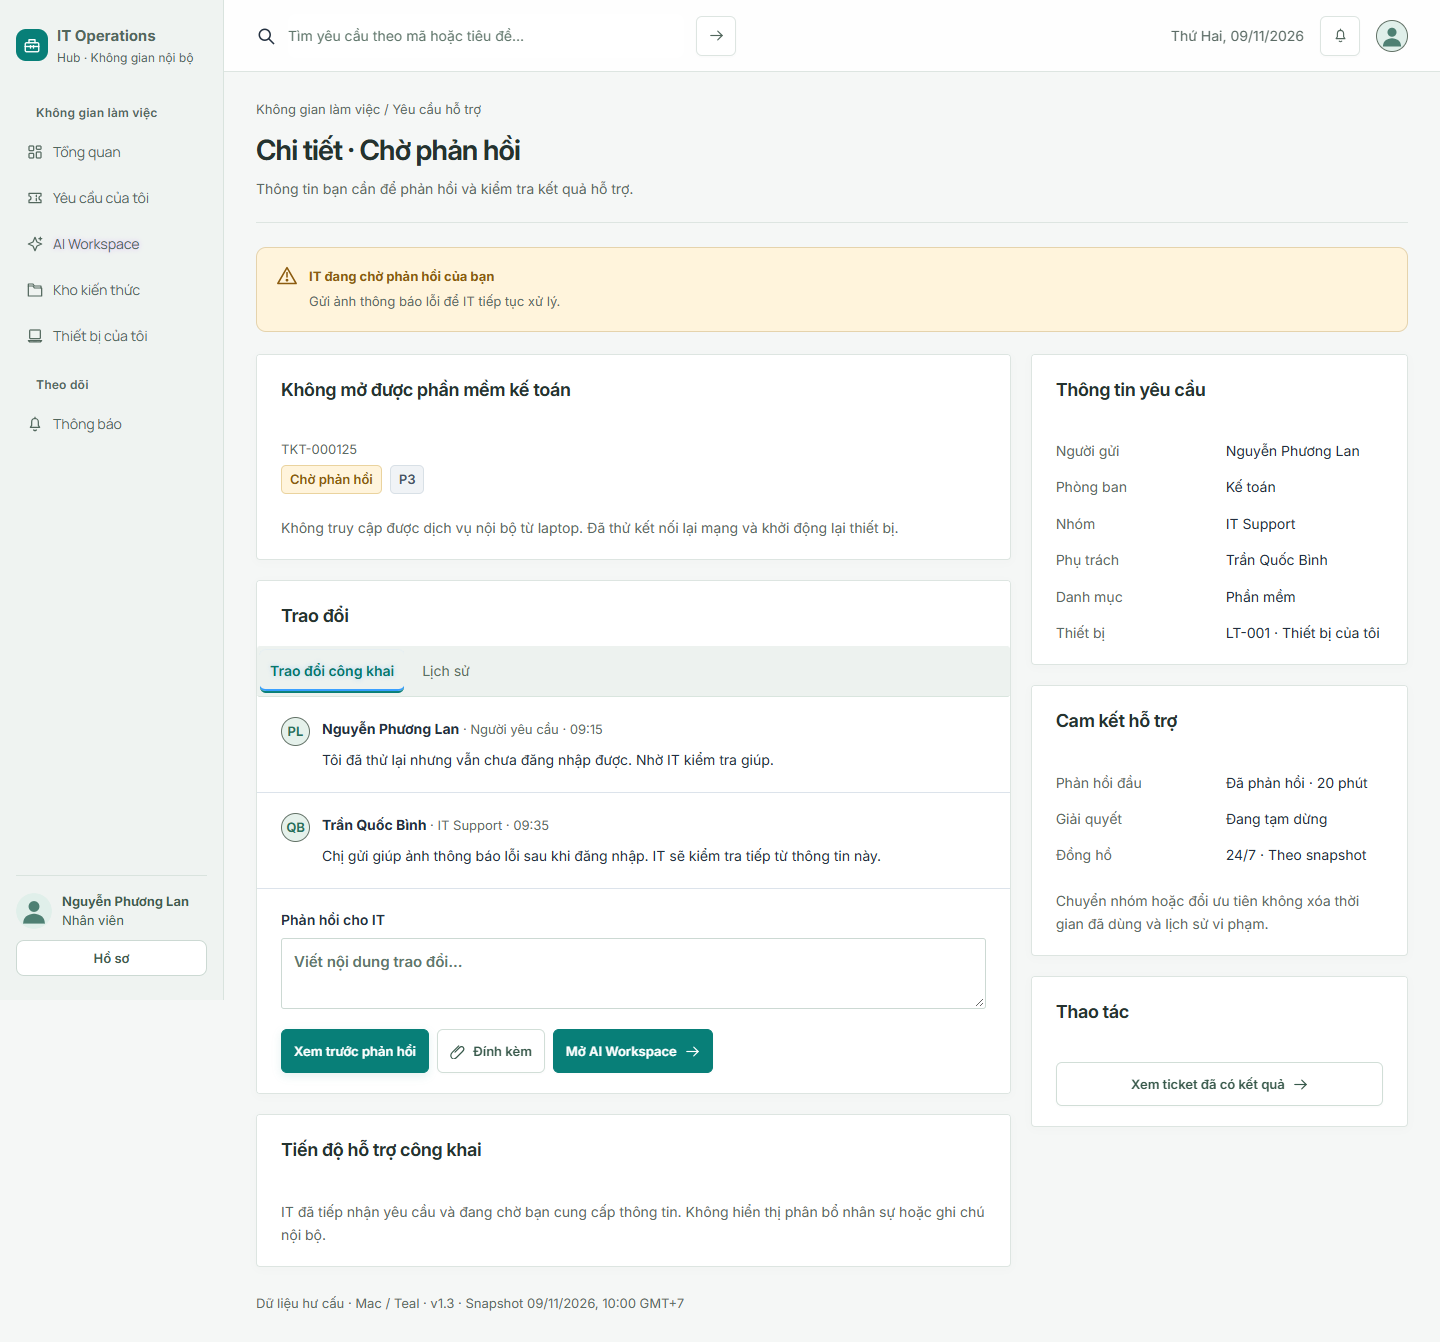 IT Operations
Hub · Không gian nội bộ
Không gian làm việc
Tổng quan
Yêu cầu của tôi
AI Workspace
Kho kiến thức
Thiết bị của tôi
Theo dõi
Thông báo
Nguyễn Phương Lan
Nhân viên
Hồ sơ
Tìm yêu cầu theo mã hoặc tiêu đề...
Thứ Hai, 09/11/2026
Không gian làm việc / Yêu cầu hỗ trợ
Chi tiết · Chờ phản hồi
Thông tin bạn cần để phản hồi và kiểm tra kết quả hỗ trợ.
IT đang chờ phản hồi của bạn
Gửi ảnh thông báo lỗi để IT tiếp tục xử lý.
Không mở được phần mềm kế toán
TKT-000125
Chờ phản hồi
P3
Không truy cập được dịch vụ nội bộ từ laptop. Đã thử kết nối lại mạng và khởi động lại thiết bị.
Trao đổi
Trao đổi công khai
Lịch sử
PL
Nguyễn Phương Lan · Người yêu cầu · 09:15
Tôi đã thử lại nhưng vẫn chưa đăng nhập được. Nhờ IT kiểm tra giúp.
QB
Trần Quốc Bình · IT Support · 09:35
Chị gửi giúp ảnh thông báo lỗi sau khi đăng nhập. IT sẽ kiểm tra tiếp từ thông tin này.
Phản hồi cho IT
Viết nội dung trao đổi...
Xem trước phản hồi
Đính kèm
Mở AI Workspace
Tiến độ hỗ trợ công khai
IT đã tiếp nhận yêu cầu và đang chờ bạn cung cấp thông tin. Không hiển thị phân bổ nhân sự hoặc ghi chú
nội bộ.
Thông tin yêu cầu
Người gửi Nguyễn Phương Lan
Phòng ban Kế toán
Nhóm IT Support
Phụ trách Trần Quốc Bình
Danh mục Phần mềm
Thiết bị LT-001 · Thiết bị của tôi
Cam kết hỗ trợ
Phản hồi đầu Đã phản hồi · 20 phút
Giải quyết Đang tạm dừng
Đồng hồ 24/7 · Theo snapshot
Chuyển nhóm hoặc đổi ưu tiên không xóa thời
gian đã dùng và lịch sử vi phạm.
Thao tác
Xem ticket đã có kết quả
Dữ liệu hư cấu · Mac / Teal · v1.3 · Snapshot 09/11/2026, 10:00 GMT+7